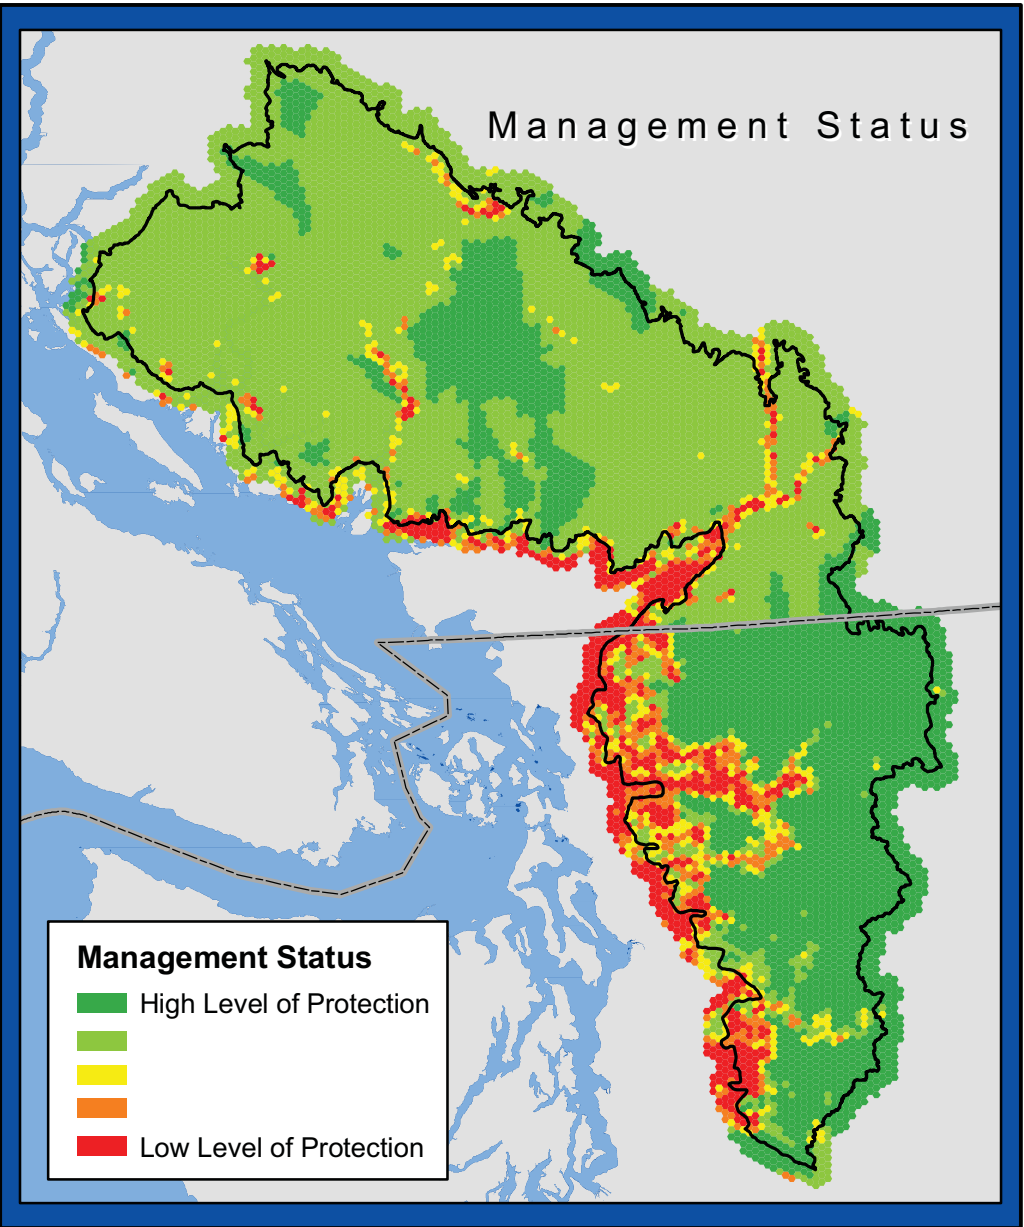 Management Status
Management Status
High Level of Protection
Low Level of Protection